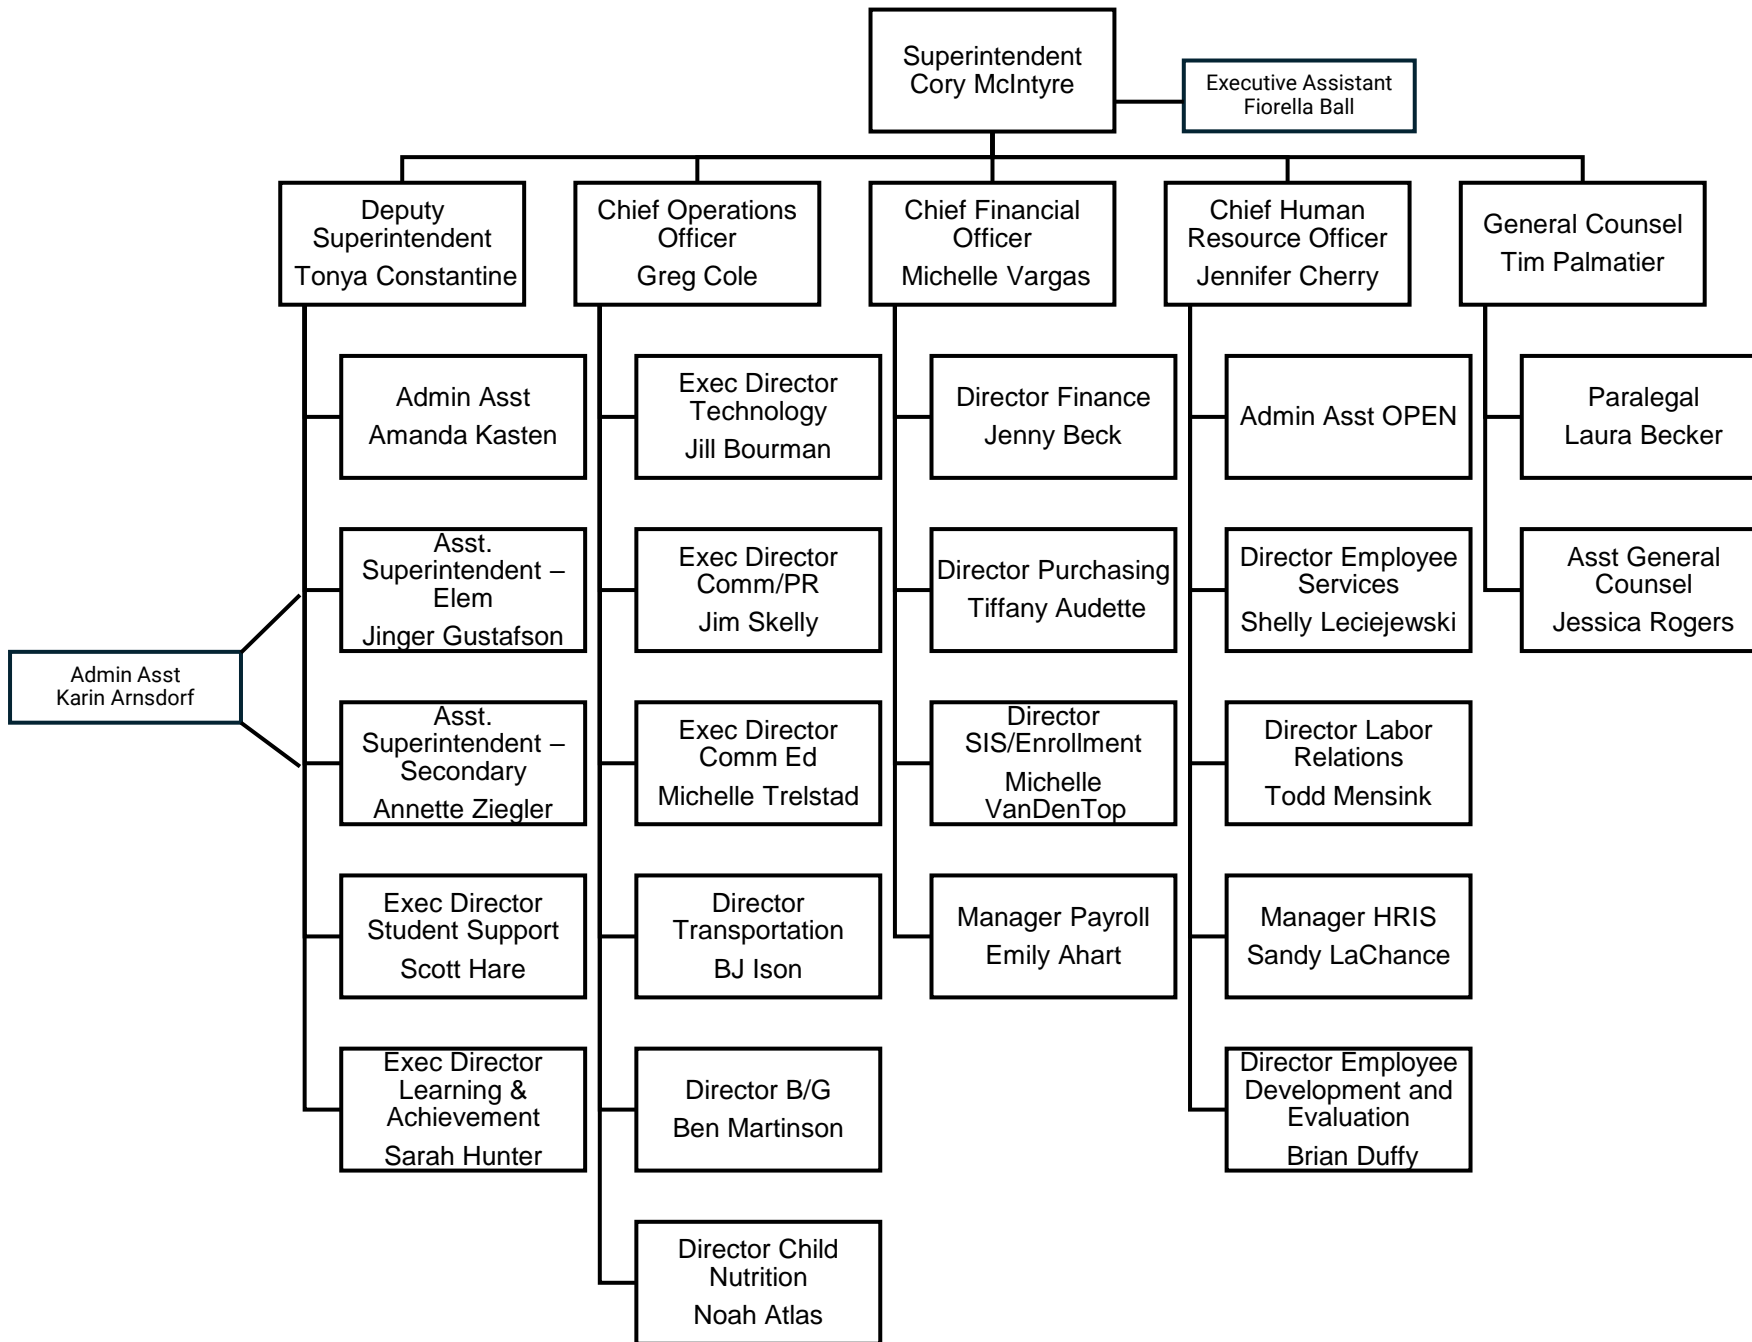 Superintendent
Cory McIntyre
Executive Assistant
Fiorella Ball
Deputy
Superintendent
Tonya Constantine
Chief Operations
Officer
Greg Cole
Chief Financial
Officer
Michelle Vargas
Chief Human
Resource Officer
Jennifer Cherry
General Counsel
Tim Palmatier
Admin Asst
Amanda Kasten
Exec Director
Technology
Jill Bourman
Director Finance
Jenny Beck
Admin Asst OPEN
Paralegal
Laura Becker
Asst.
Superintendent –
Elem
Jinger Gustafson
Exec Director
Comm/PR
Jim Skelly
Director Purchasing
Tiffany Audette
Director Employee
Services
Shelly Leciejewski
Asst General
Counsel
Jessica Rogers
Admin Asst
Karin Arnsdorf
Asst.
Superintendent –
Secondary
Annette Ziegler
Exec Director
Comm Ed
Michelle Trelstad
Director
SIS/Enrollment
Michelle
VanDenTop
Director Labor
Relations
Todd Mensink
Exec Director
Student Support
Scott Hare
Director
Transportation
BJ Ison
Manager Payroll
Emily Ahart
Manager HRIS
Sandy LaChance
Exec Director
Learning &
Achievement
Sarah Hunter
Director B/G
Ben Martinson
Director Employee
Development and
Evaluation
Brian Duffy
Director Child
Nutrition
Noah Atlas